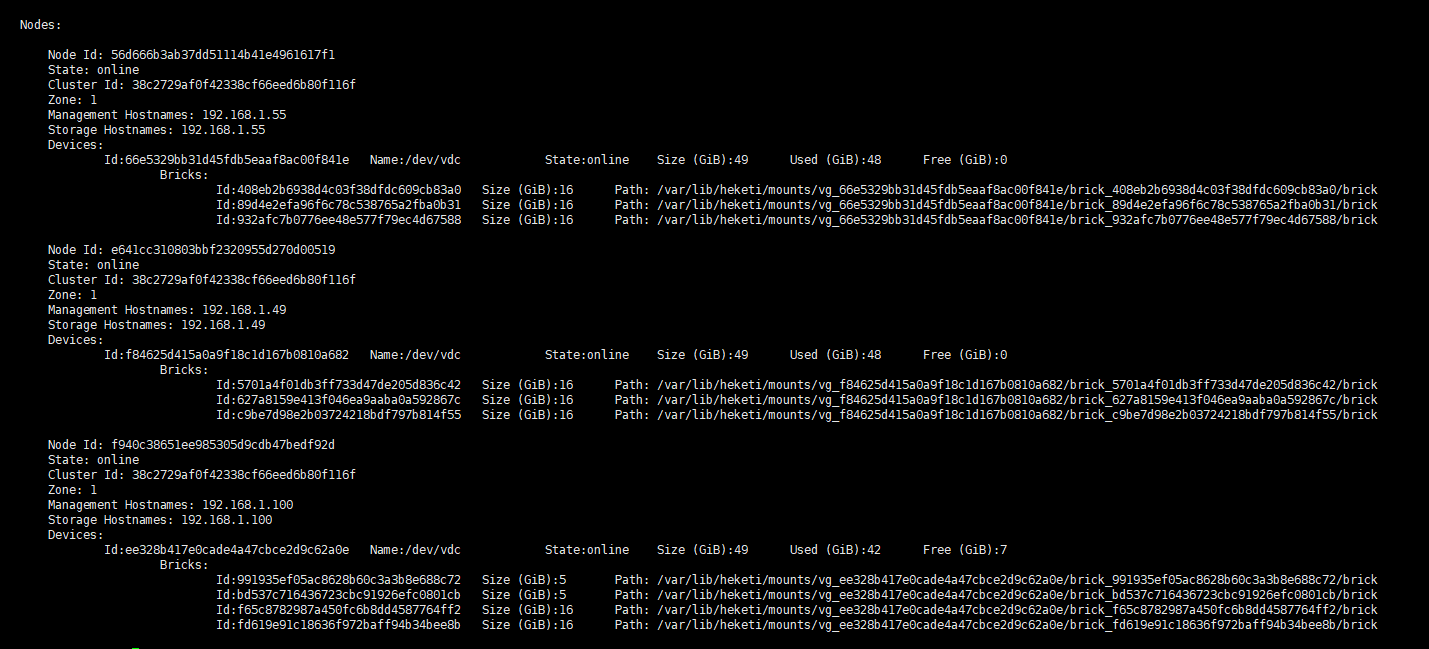 Nodes:
Node Id: 56d666b3ab37dd51114b41e4961617f1
State: online
Cluster Id: 38c2729af0f42338cf66eed6b80f116f
Zone: 1
Management Hostnames: 192.168.1.55
Storage Hostnames: 192.168.1.55
Devices:
Id:66e5329bb31d45fdb5eaaf8ac00f841e Name:/dev/vdc State:online Size (GiB):49 Used (GiB):48 Free (GiB):0
Bricks:
Id:408eb2b6938d4c03f38dfdc609cb83a0 Size (GiB):16 Path: /var/lib/heketi/mounts/vg_66e5329bb31d45fdb5eaaf8ac00f841e/brick_408eb2b6938d4c03f38dfdc609cb83a0/brick
Id:89d4e2efa96f6c78c538765a2fba0b31 Size (GiB):16 Path: /var/lib/heketi/mounts/vg_66e5329bb31d45fdb5eaaf8ac00f841e/brick_89d4e2efa96f6c78c538765a2fba0b31/brick
Id:932afc7b0776ee48e577f79ec4d67588 Size (GiB):16 Path: /var/lib/heketi/mounts/vg_66e5329bb31d45fdb5eaaf8ac00f841e/brick_932afc7b0776ee48e577f79ec4d67588/brick
Node Id: e641cc310803bbf2320955d270d00519
State: online
Cluster Id: 38c2729af0f42338cf66eed6b80f116f
Zone: 1
Management Hostnames: 192.168.1.49
Storage Hostnames: 192.168.1.49
Devices:
Id:f84625d415a0a9f18c1d167b0810a682 Name:/dev/vdc State:online Size (GiB):49 Used (GiB):48 Free (GiB):0
Bricks:
Id:5701a4f01db3ff733d47de205d836c42 Size (GiB):16 Path: /var/lib/heketi/mounts/vg_f84625d415a0a9f18c1d167b0810a682/brick_5701a4f01db3ff733d47de205d836c42/brick
Id:627a8159e413f046ea9aaba0a592867c Size (GiB):16 Path: /var/lib/heketi/mounts/vg_f84625d415a0a9f18c1d167b0810a682/brick_627a8159e413f046ea9aaba0a592867c/brick
Id:c9be7d98e2b03724218bdf797b814f55 Size (GiB):16 Path: /var/lib/heketi/mounts/vg_f84625d415a0a9f18c1d167b0810a682/brick_c9be7d98e2b03724218bdf797b814f55/brick
Node Id: f940c38651ee985305d9cdb47bedf92d
State: online
Cluster Id: 38c2729af0f42338cf66eed6b80f116f
Zone: 1
Management Hostnames: 192.168.1.100
Storage Hostnames: 192.168.1.100
Devices:
Id:ee328b417e0cade4a47cbce2d9c62a0e Name:/dev/vdc State:online Size (GiB):49 Used (GiB):42 Free (GiB):7
Bricks:
Id:991935ef05ac8628b60c3a3b8e688c72 Size (GiB):5 Path: /var/lib/heketi/mounts/vg_ee328b417e0cade4a47cbce2d9c62a0e/brick_991935ef05ac8628b60c3a3b8e688c72/brick
Id:bd537c716436723cbc91926efc0801cb Size (GiB):5 Path: /var/lib/heketi/mounts/vg_ee328b417e0cade4a47cbce2d9c62a0e/brick_bd537c716436723cbc91926efc0801cb/brick
Id:f65c8782987a450fc6b8dd4587764ff2 Size (GiB):16 Path: /var/lib/heketi/mounts/vg_ee328b417e0cade4a47cbce2d9c62a0e/brick_f65c8782987a450fc6b8dd4587764ff2/brick
Id:fd619e91c18636f972baff94b34bee8b Size (GiB):16 Path: /var/lib/heketi/mounts/vg_ee328b417e0cade4a47cbce2d9c62a0e/brick_fd619e91c18636f972baff94b34bee8b/brick